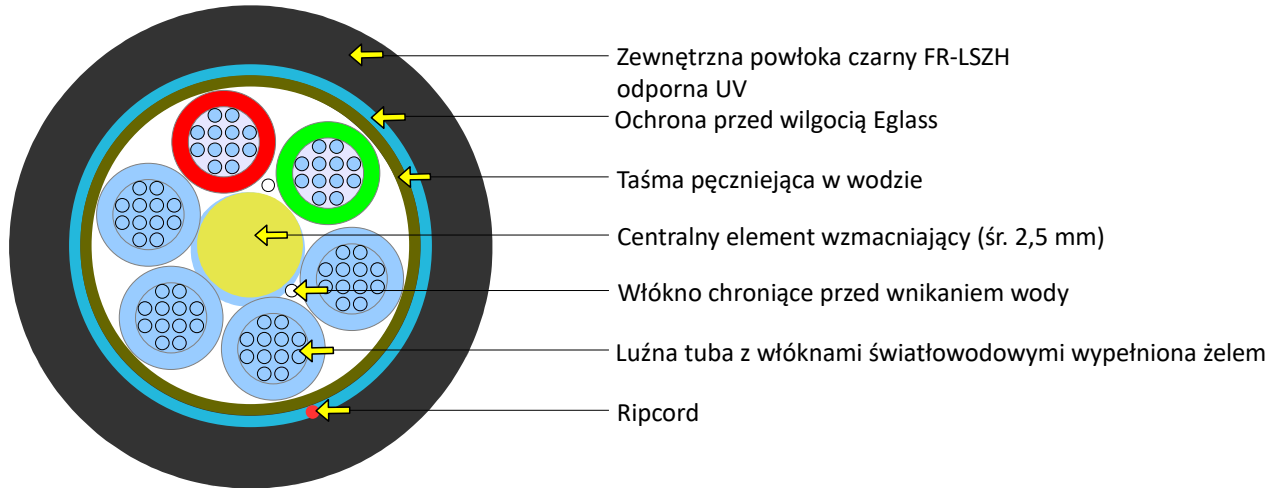 Zewnętrzna powłoka czarny FR-LSZH
odporna UV
Ochrona przed wilgocią Eglass
Taśma pęczniejąca w wodzie
Centralny element wzmacniający (śr. 2,5 mm)
Włókno chroniące przed wnikaniem wody
Luźna tuba z włóknami światłowodowymi wypełniona żelem
Ripcord